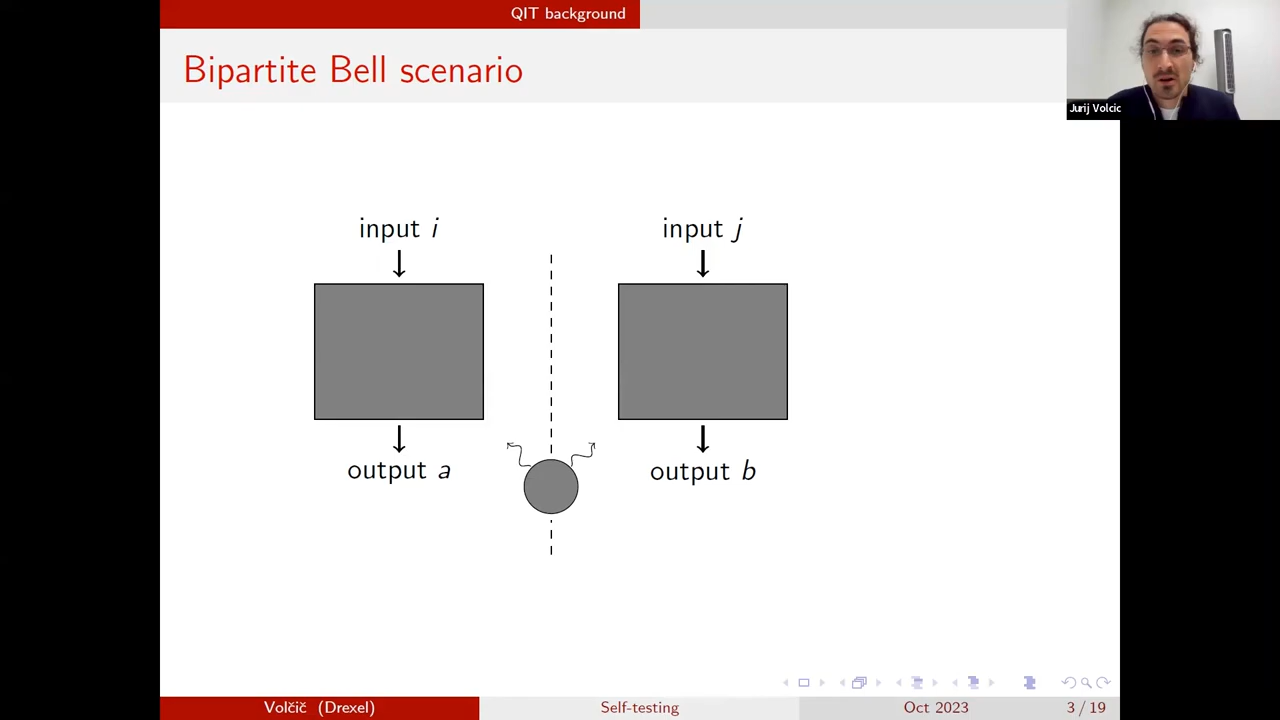 QIT background
Bipartite Bell scenario
Jurij Volcic
input i
input j
output a
output b
Volčič (Drexel)
Self-testing
Oct 2023
3 / 19